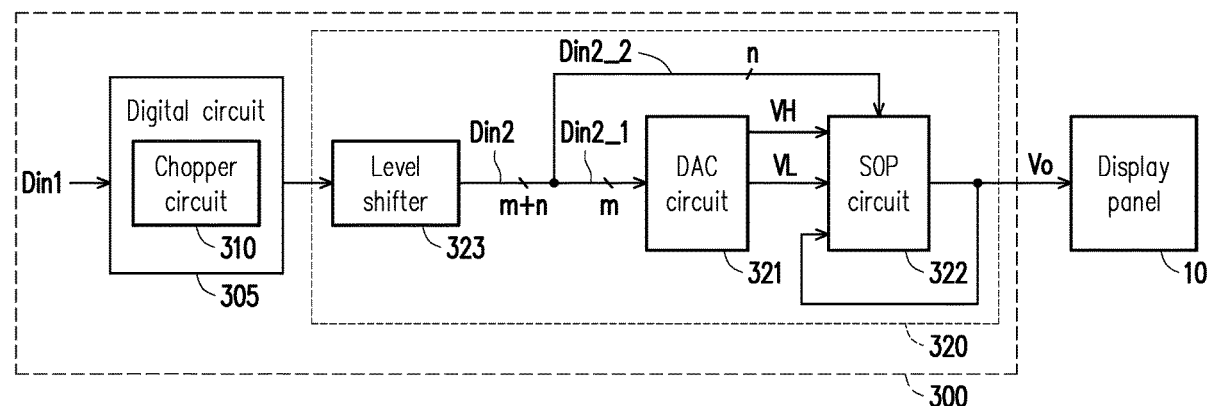 Din1
Digital circuit
Chopper
circuit
310
305
Level
shifter
323
Din2
m+n
Din2_2
n
Din2_1
m
DAC
circuit
321
VH
VL
SOP
circuit
322
Vo
Display
panel
10
320
300